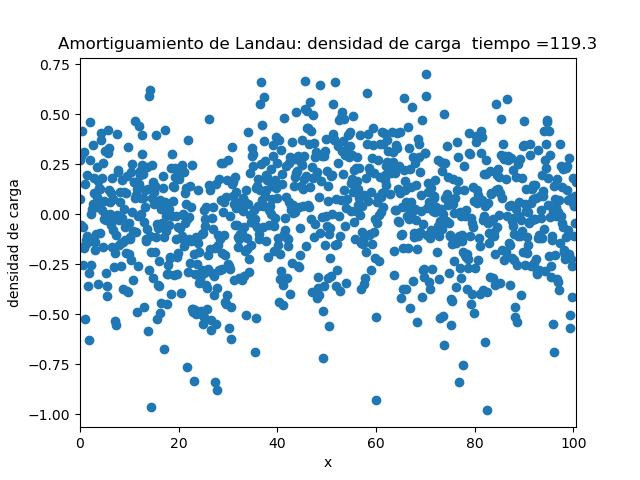 Amortiguamiento de Landau: densidad de carga  tiempo =119.3
0.75
0.50
0.25
0.00
−0.25
−0.50
−0.75
−1.00
densidad de carga
0 20 40 60 80 100
x